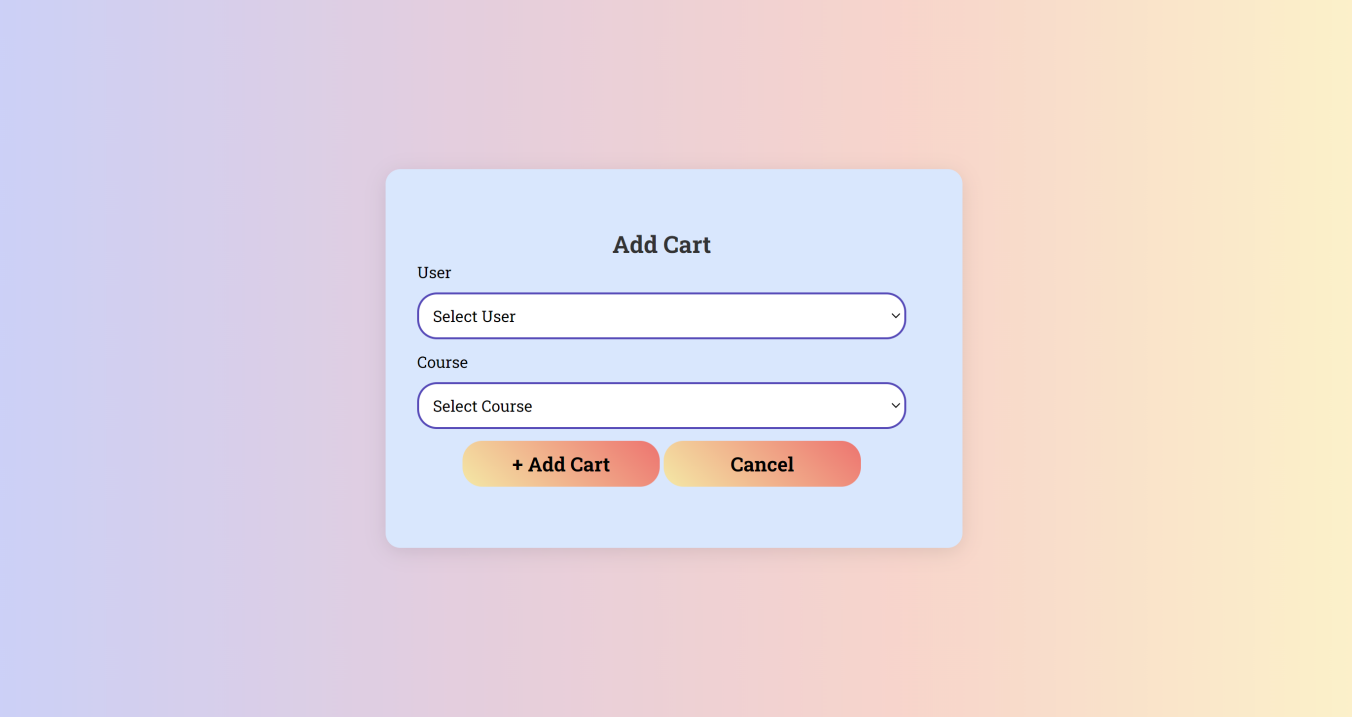 Add Cart
User
Select User
Course
Select Course
+ Add Cart Cancel